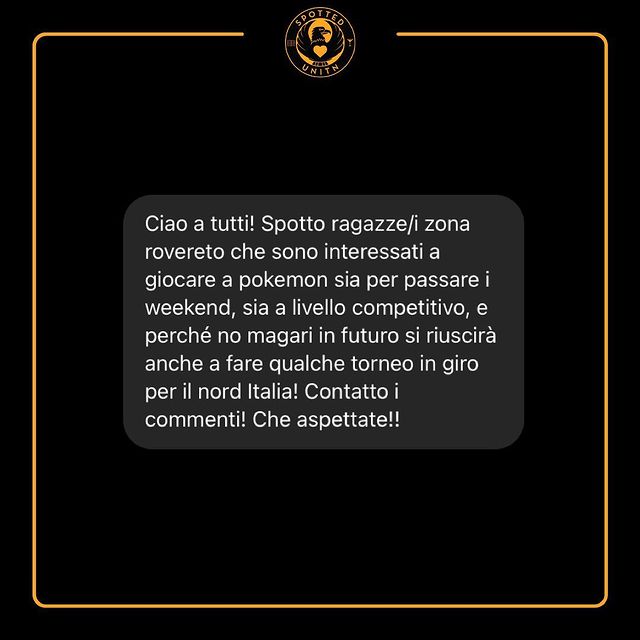 SPOTTED
UNITN
Ciao a tutti! Spotto ragazze/i zona
rovereto che sono interessati a
giocare a pokemon sia per passare i
weekend, sia a livello competitivo, e
perché no magari in futuro si riuscirà
anche a fare qualche torneo in giro
per il nord Italia! Contatto i
commenti! Che aspettate!!